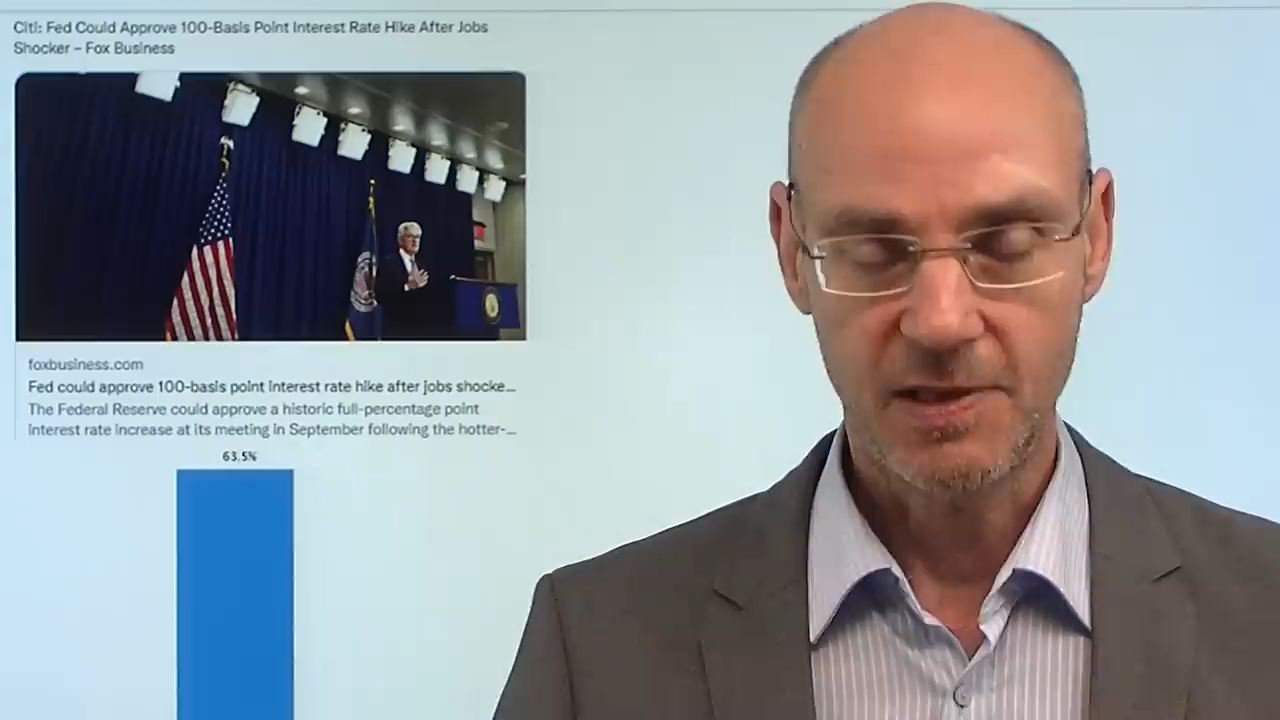 Citi: Fed Could Approve 100-Basis Point Interest Rate Hike After Jobs
Shocker – Fox Business
foxbusiness.com
Fed could approve 100-basis point interest rate hike after jobs shocke...
The Federal Reserve could approve a historic full-percentage point
interest rate increase at its meeting in September following the hotter-...
63.5%